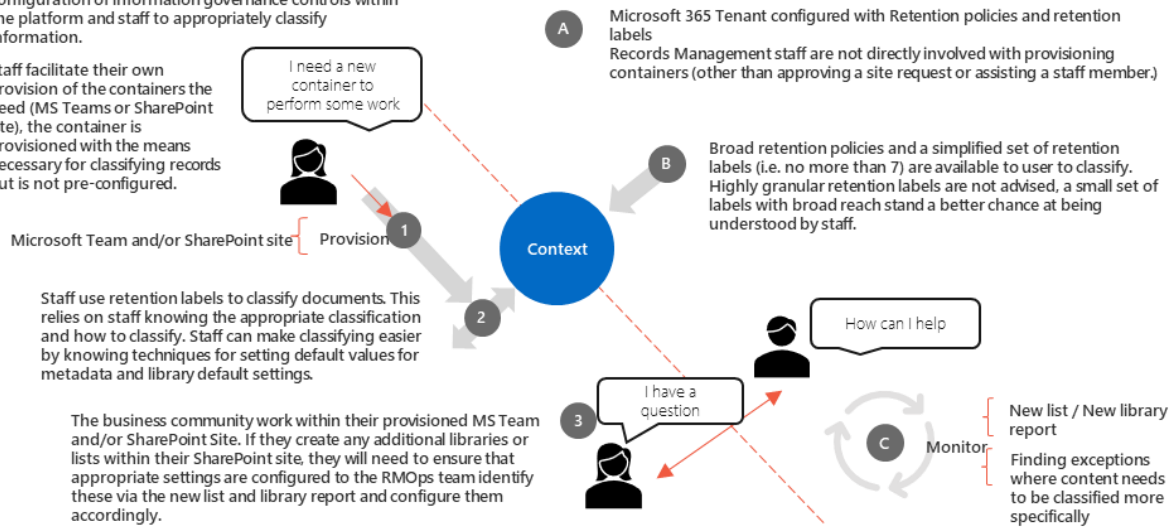 configuration of information governance controls within
the platform and staff to appropriately classify
information.
Staff facilitate their own
provision of the containers the
need (MS Teams or SharePoint
site), the container is
provisioned with the means
necessary for classifying records
but is not pre-configured.
I need a new
container to
perform some work
Microsoft Team and/or SharePoint site
Provision
1
2
Staff use retention labels to classify documents. This
relies on staff knowing the appropriate classification
and how to classify. Staff can make classifying easier
by knowing techniques for setting default values for
metadata and library default settings.
The business community work within their provisioned MS Team
and/or SharePoint Site. If they create any additional libraries or
lists within their SharePoint site, they will need to ensure that
appropriate settings are configured to the RMOps team identify
these via the new list and library report and configure them
accordingly.
3
I have a
question
Context
A
Microsoft 365 Tenant configured with Retention policies and retention
labels
Records Management staff are not directly involved with provisioning
containers (other than approving a site request or assisting a staff member.)
B
Broad retention policies and a simplified set of retention
labels (i.e. no more than 7) are available to user to classify.
Highly granular retention labels are not advised, a small set of
labels with broad reach stand a better chance at being
understood by staff.
How can I help
C
Monitor
New list / New library
report
Finding exceptions
where content needs
to be classified more
specifically